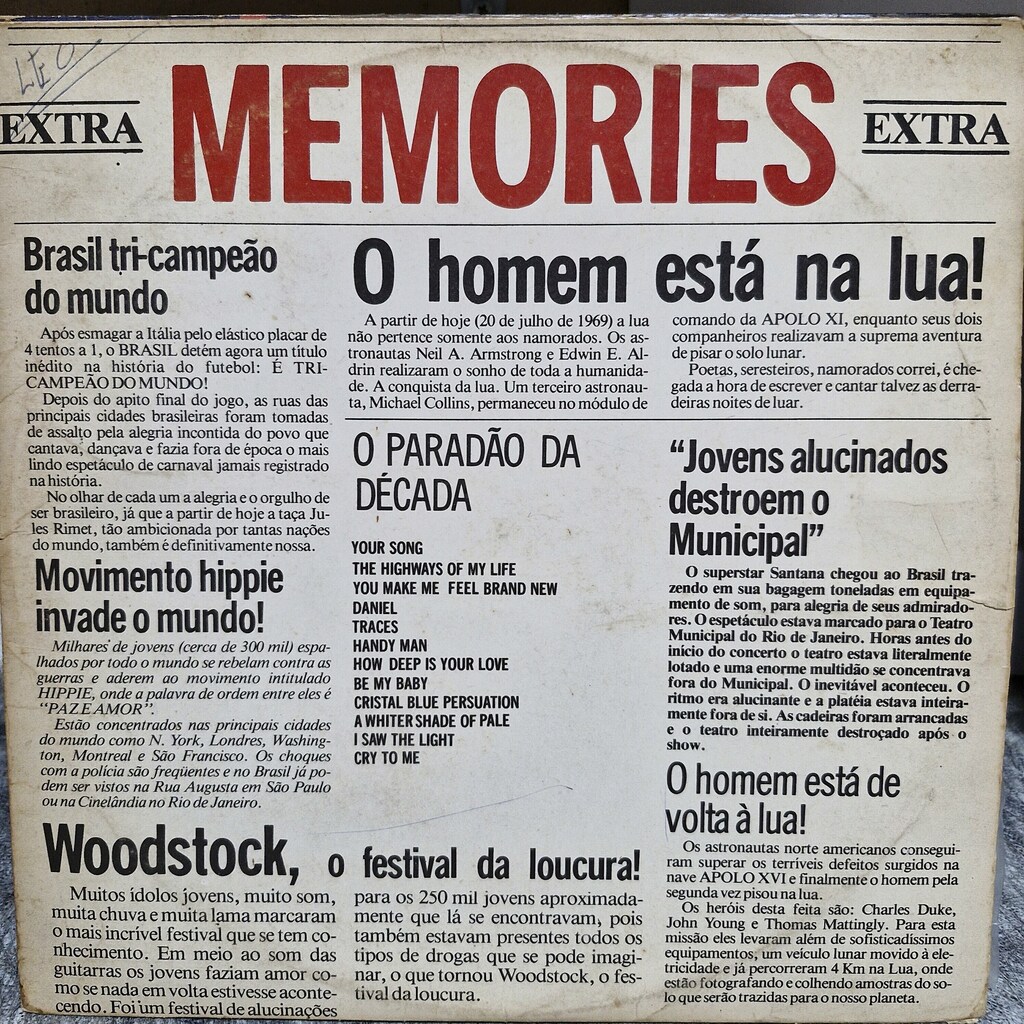 LTEO
EXTRA
MEMORIES
EXTRA
Brasil tri-campeão
do mundo
Após esmagar a Itália pelo elástico placar de
4 tentos a 1, o BRASIL detém agora um título
inédito na história do futebol: É TRI-
CAMPEÃO DO MUNDO!
Depois do apito final do jogo, as ruas das
principais cidades brasileiras foram tomadas
de assalto pela alegria incontida do povo que
cantava, dançava e fazia fora de época o mais
lindo espetáculo de carnaval jamais registrado
na história.
No olhar de cada um a alegria e o orgulho de
ser brasileiro, já que a partir de hoje a taça Ju-
les Rimet, tão ambicionada por tantas nações
do mundo, também é definitivamente nossa.
Movimento hippie
invade o mundo!
Milhares de jovens (cerca de 300 mil) espa-
lhados por todo o mundo se rebelam contra as
guerras e aderem ao movimento intitulado
HIPPIE, onde a palavra de ordem entre eles é
“PAZ E AMOR”.
Estão concentrados nas principais cidades
do mundo como N. York, Londres, Washing-
ton, Montreal e São Francisco. Os choques
com a polícia são freqüentes e no Brasil já po-
dem ser vistos na Rua Augusta em São Paulo
ou na Cinelândia no Rio de Janeiro.
O homem está na lua!
A partir de hoje (20 de julho de 1969) a lua
não pertence somente aos namorados. Os as-
tronautas Neil A. Armstrong e Edwin E. Al-
drin realizaram o sonho de toda a humanida-
de. A conquista da lua. Um terceiro astronau-
ta, Michael Collins, permaneceu no módulo de
comando da APOLO XI, enquanto seus dois
companheiros realizavam a suprema aventura
de pisar o solo lunar.
Poetas, seresteiros, namorados correi, é che-
gada a hora de escrever e cantar talvez as derra-
deiras noites de luar.
O PARADÃO DA
DÉCADA
YOUR SONG
THE HIGHWAYS OF MY LIFE
YOU MAKE ME FEEL BRAND NEW
DANIEL
TRACES
HANDY MAN
HOW DEEP IS YOUR LOVE
BE MY BABY
CRISTAL BLUE PERSUATION
A WHITER SHADE OF PALE
I SAW THE LIGHT
CRY TO ME
“Jovens alucinados
destroem o
Municipal”
O superstar Santana chegou ao Brasil tra-
zendo em sua bagagem toneladas em equipa-
mento de som, para alegria de seus admirado-
res. O espetáculo estava marcado para o Teatro
Municipal do Rio de Janeiro. Horas antes do
início do concerto o teatro estava literalmente
lotado e uma enorme multidão se concentrava
fora do Municipal. O inevitável aconteceu. O
ritmo era alucinante e a platéia estava inteira-
mente fora de si. As cadeiras foram arrancadas
e o teatro inteiramente destroçado após o
show.
O homem está de
volta à lua!
Os astronautas norte americanos consegui-
ram superar os terríveis defeitos surgidos na
nave APOLO XVI e finalmente o homem pela
segunda vez pisou na lua.
Os heróis desta feita são: Charles Duke,
John Young e Thomas Mattingly. Para esta
missão eles levaram além de sofisticadíssimos
equipamentos, um veículo lunar movido à ele-
tricidade e já percorreram 4 Km na Lua, onde
estão fotografando e colhendo amostras do so-
lo que serão trazidas para o nosso planeta.
Woodstock, o festival da loucura!
Muitos ídolos jovens, muito som,
muita chuva e muita lama marcaram
o mais incrível festival que se tem co-
nhecimento. Em meio ao som das
guitarras os jovens faziam amor co-
mo se nada em volta estivesse aconte-
cendo. Foi um festival de alucinações
para os 250 mil jovens aproximada-
mente que lá se encontravam, pois
também estavam presentes todos os
tipos de drogas que se pode imagi-
nar, o que tornou Woodstock, o fes-
tival da loucura.